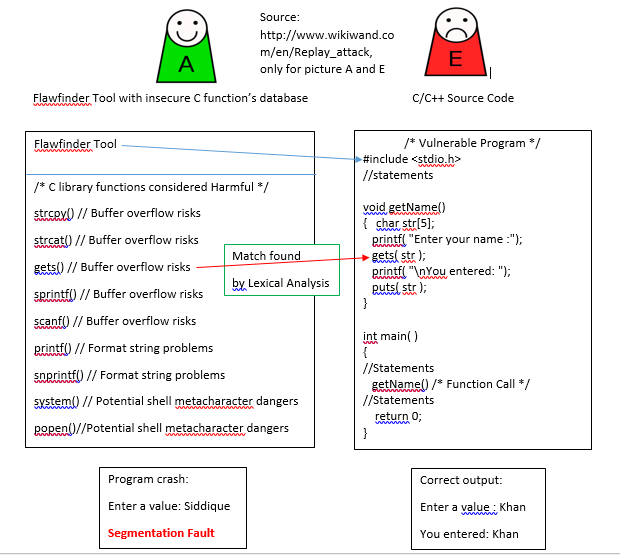 A
Source:
http://www.wikiwand.co
m/en/Replay_attack,
only for picture A and E
E
Flawfinder Tool with insecure C function's database
C/C++ Source Code
Flawfinder Tool
/* C library functions considered Harmful */
strcpy() // Buffer overflow risks
strcat() // Buffer overflow risks
gets() // Buffer overflow risks
sprintf() // Buffer overflow risks
scanf() // Buffer overflow risks
printf() // Format string problems
snprintf() // Format string problems
system() // Potential shell metacharacter dangers
popen()//Potential shell metacharacter dangers
Match found
by Lexical Analysis
/* Vulnerable Program */
#include <stdio.h>
//statements
void getName()
{ char str[5];
printf( "Enter your name :");
gets( str );
printf( "\nYou entered: ");
puts( str );
}
int main( )
{
//Statements
getName() /* Function Call */
//Statements
return 0;
}
Program crash:
Enter a value: Siddique
Segmentation Fault
Correct output:
Enter a value : Khan
You entered: Khan